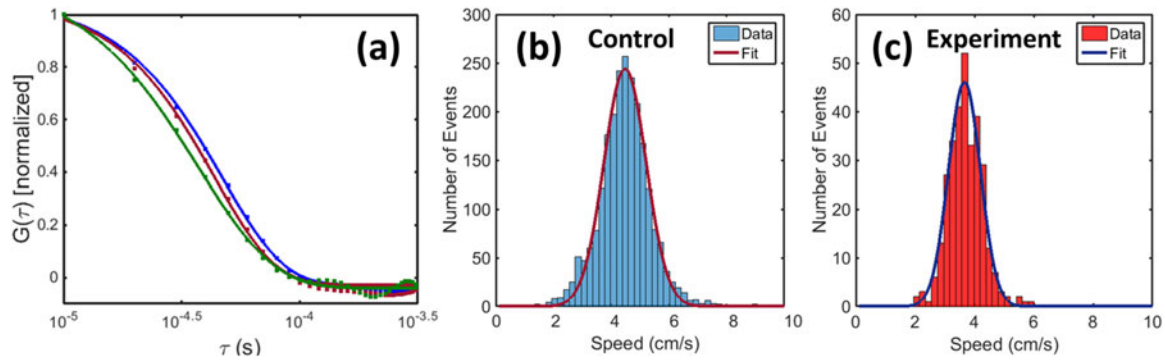 (a)
G(τ) [normalized]
1
0.8
0.6
0.4
0.2
0
10^-5
10^-4.5
10^-4
10^-3.5
τ (s)
(b)
Control
Data
Fit
Number of Events
300
250
200
150
100
50
0
0
2
4
6
8
10
Speed (cm/s)
(c)
Experiment
Data
Fit
Number of Events
60
50
40
30
20
10
0
0
2
4
6
8
10
Speed (cm/s)